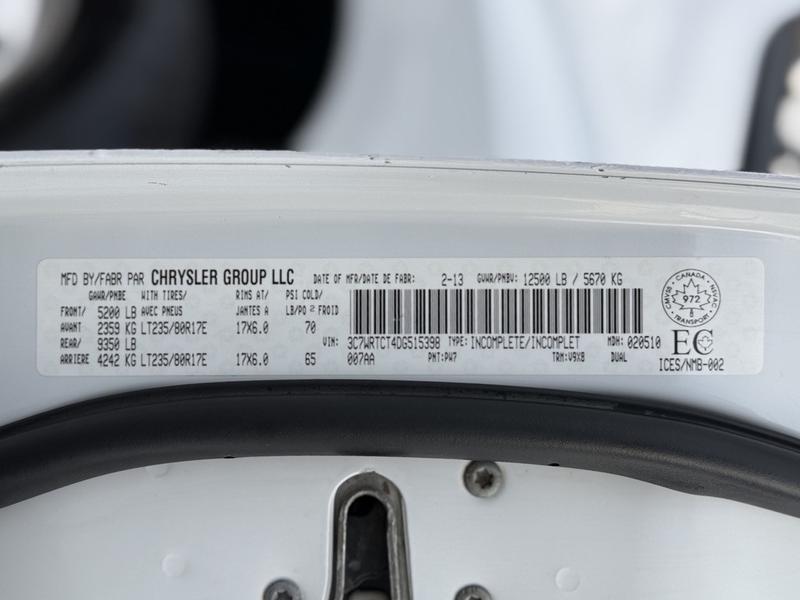 MFD BY/FABR PAR CHRYSLER GROUP LLC DATE OF MFR/DATE DE FABR: 2-13 GVWR/PNBV: 12500 LB / 5670 KG
GAWR/PNBE WITH TIRES/ RIMS AT/ PSI COLD/
FRONT/ 5200 LB AVEC PNEUS JANTES A LB/PO² FROID
AVANT 2359 KG LT235/80R17E 17X6.0 70
REAR/ 9350 LB
ARRIERE 4242 KG LT235/80R17E 17X6.0 65
VIN: 3C7WRTCT4DG515398 TYPE: INCOMPLETE/INCOMPLET MDH: 020510
007AA PNT: PW7 TRM: V9X8 DUAL
CANADA
CMVSS NSVAC
972
6
TRANSPORT
EC
ICES/NMB-002